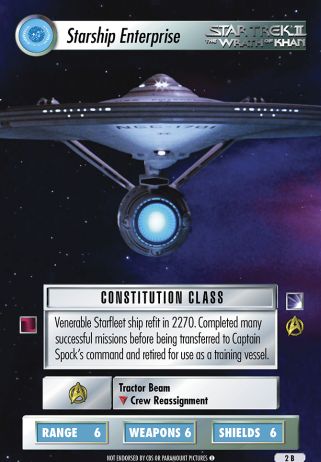 Starship Enterprise
STAR TREK II
THE WRATH OF KHAN
NCC-1701
CONSTITUTION CLASS
Venerable Starfleet ship refit in 2270. Completed many
successful missions before being transferred to Captain
Spock's command and retired for use as a training vessel.
Tractor Beam
Crew Reassignment
RANGE 6 WEAPONS 6 SHIELDS 6
NOT ENDORSED BY CBS OR PARAMOUNT PICTURES
2 B